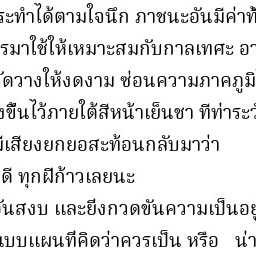 ระทำได้ตามใจนึก ภาชนะอันมีค่าท้
รมาใช้ให้เหมาะสมกับกาลเทศะ อา
ัดวางให้งดงาม ซ่อนความภาคภูมิ
งขึ้นไว้ภายใต้สีหน้าเย็นชา ทีท่าระวั
มีเสียงยกยอสะท้อนกลับมาว่า
ดี ทุกฝีก้าวเลยนะ
ันสงบ และยิ่งกวดขันความเป็นอยู
แบบแผนที่คิดว่าควรเป็น หรือ น่า